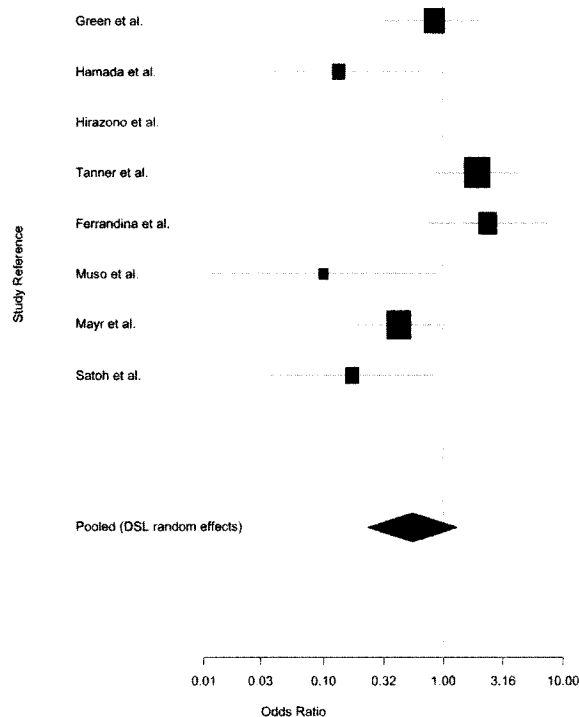 Green et al.
Hamada et al.
Hirazono et al.
Tanner et al.
Ferrandina et al.
Study Reference
Muso et al.
Mayr et al.
Satoh et al.
Pooled (DSL random effects)
0.01 0.03 0.10 0.32 1.00 3.16 10.00
Odds Ratio